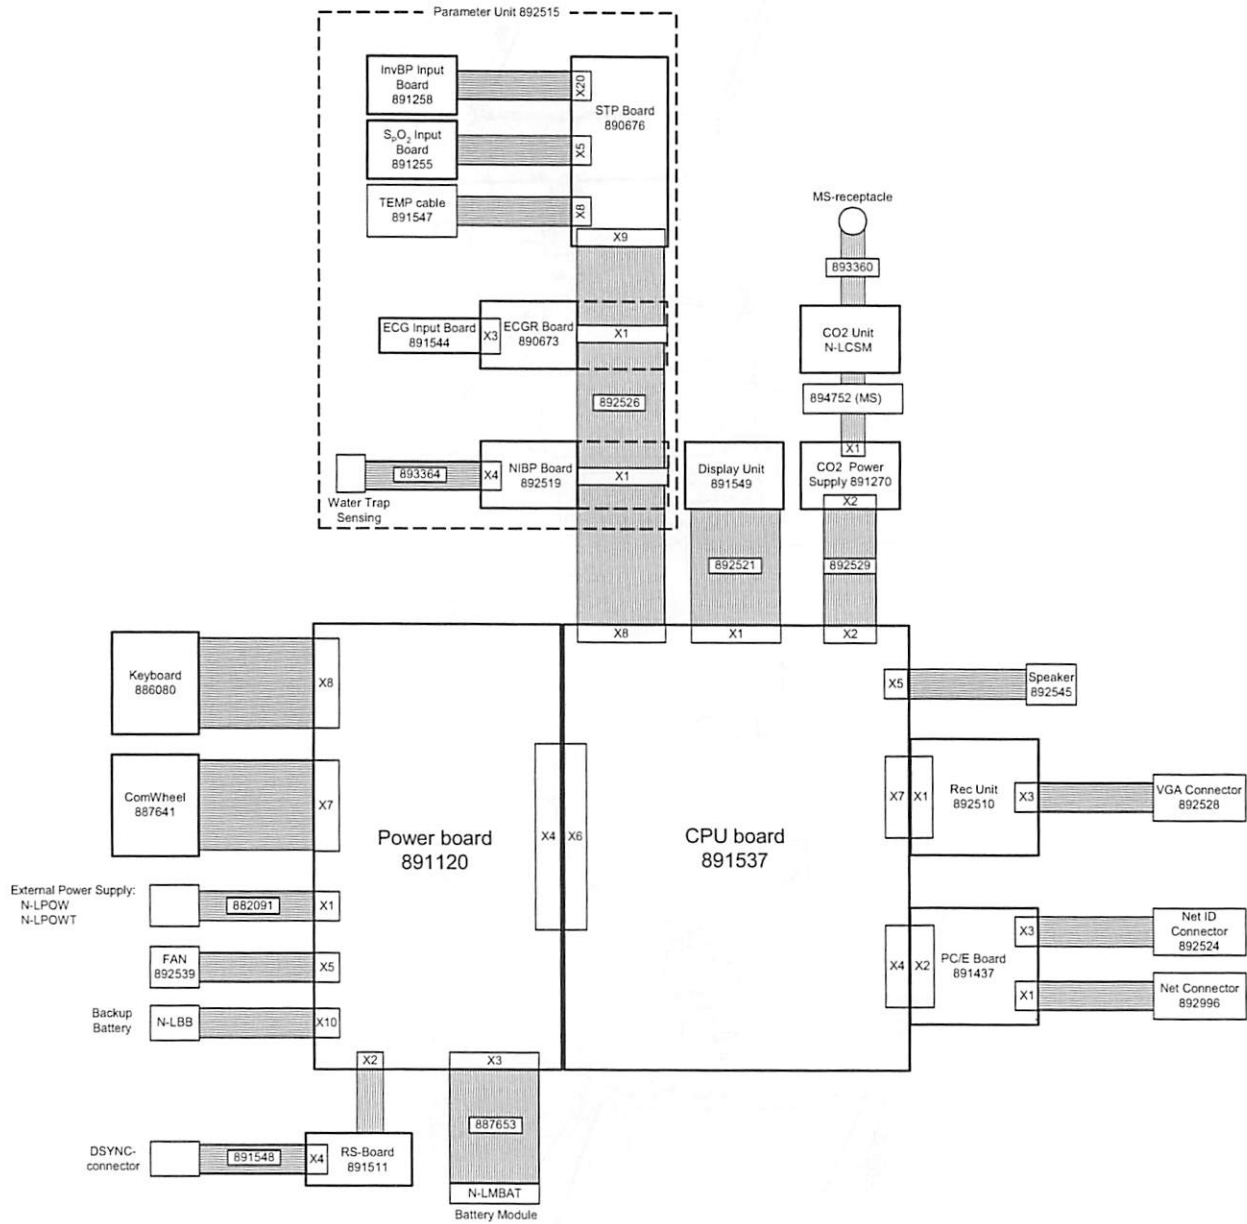 Parameter Unit 892515
InvBP Input
Board
891258
X20
STP Board
890676
SpO2 Input
Board
891255
X5
TEMP cable
891547
X8
X9
MS-receptacle
893360
ECG Input Board
891544
X3
ECGR Board
890673
X1
CO2 Unit
N-LCSM
892526
894752 (MS)
893364
X4
NIBP Board
892519
X1
Water Trap
Sensing
Display Unit
891549
X1
CO2 Power
Supply 891270
X2
892521
892529
X8
X1
X2
Keyboard
886080
X8
X5
Speaker
892545
ComWheel
887641
X7
Power board
891120
X4
X6
CPU board
891537
X7
X1
Rec Unit
892510
X3
VGA Connector
892528
External Power Supply:
N-LPOW
N-LPOWT
882091
X1
FAN
892539
X5
Backup
Battery
N-LBB
X10
X4
X2
PC/E Board
891437
X3
Net ID
Connector
892524
X1
Net Connector
892996
X2
X3
887653
DSYNC-
connector
891548
X4
RS-Board
891511
N-LMBAT
Battery Module